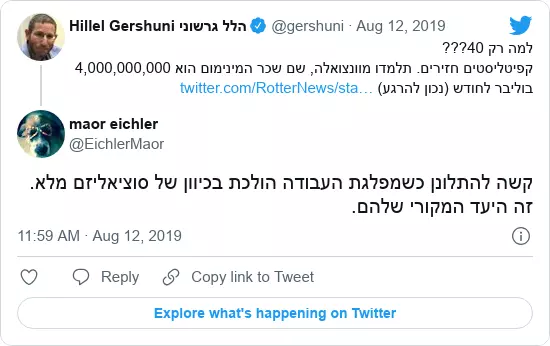 Hillel Gershuni הלל גרשוני @gershuni · Aug 12, 2019
למה רק 40???
קפיטליסטים חזירים. תלמדו מוונצואלה, שם שכר המינימום הוא 4,000,000,000
בוליבר לחודש (נכון להרגע) twitter.com/RotterNews/sta…
maor eichler
@EichlerMaor
קשה להתלונן כשמפלגת העבודה הולכת בכיוון של סוציאליזם מלא.
זה היעד המקורי שלהם.
11:59 AM · Aug 12, 2019
Reply
Copy link to Tweet
Explore what's happening on Twitter